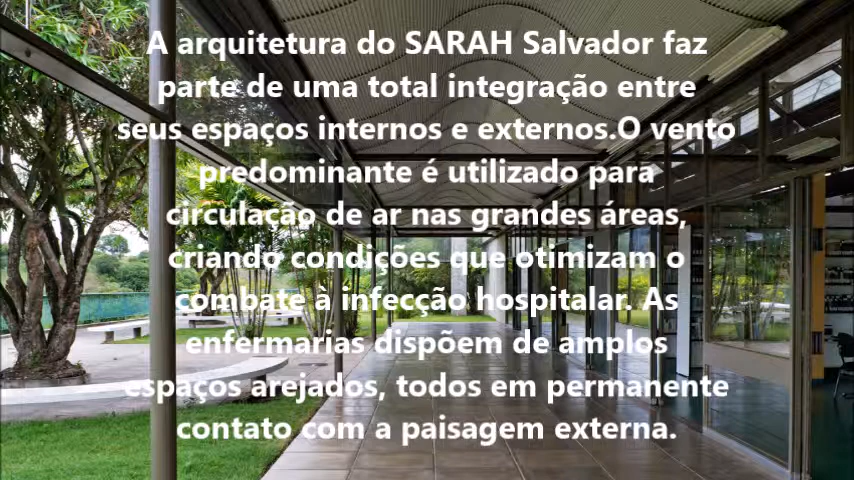 A arquitetura do SARAH Salvador faz
parte de uma total integração entre
seus espaços internos e externos.O vento
predominante é utilizado para
circulação de ar nas grandes áreas,
criando condições que otimizam o
combate à infecção hospitalar. As
enfermarias dispõem de amplos
espaços arejados, todos em permanente
contato com a paisagem externa.